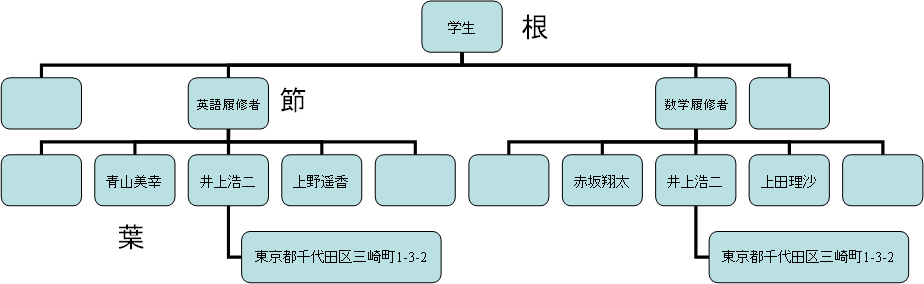 学生
根
英語履修者
節
数学履修者
青山美幸
井上浩二
上野遥香
赤坂翔太
井上浩二
上田理沙
葉
東京都千代田区三崎町1-3-2
東京都千代田区三崎町1-3-2